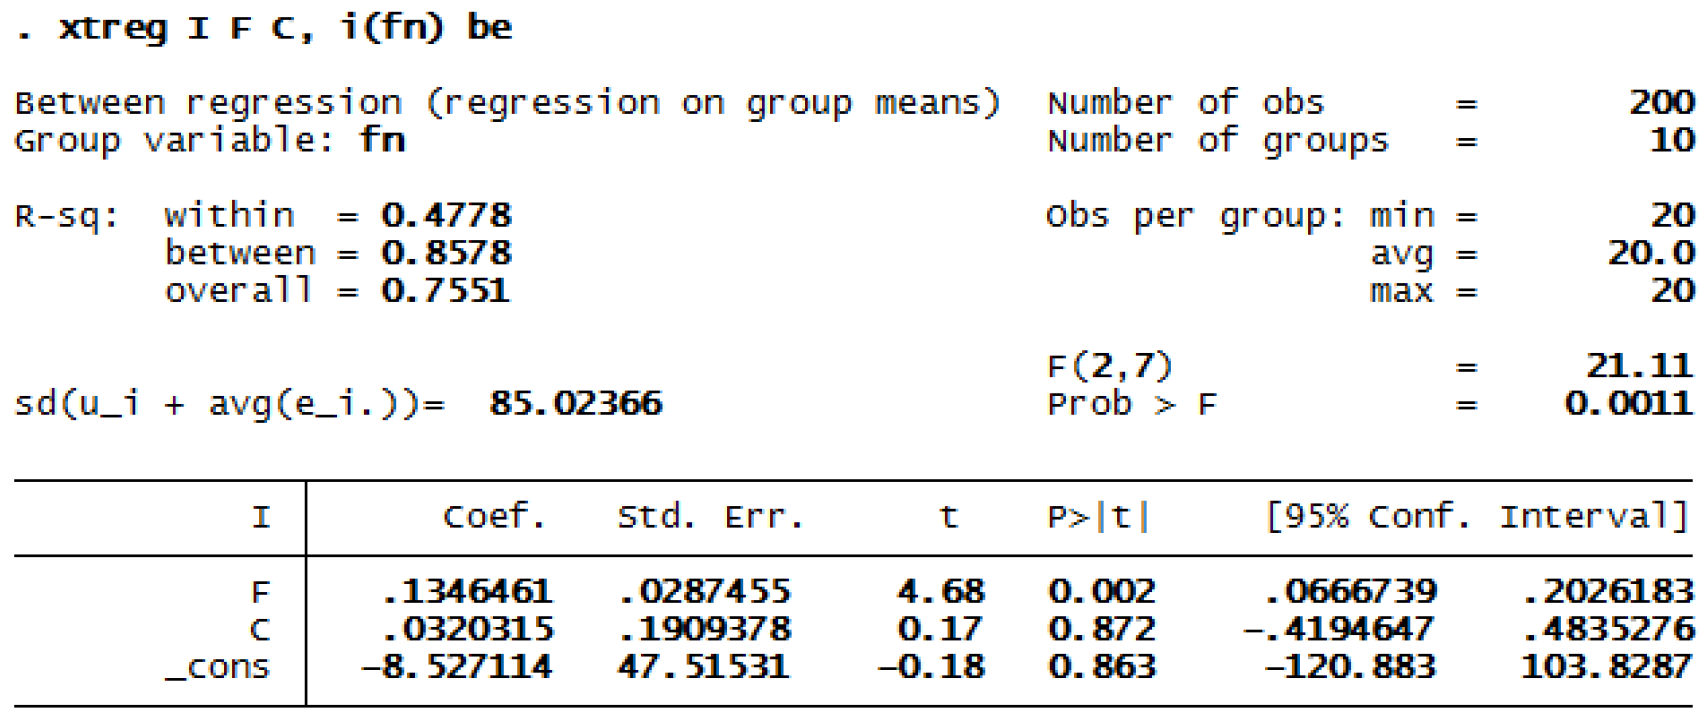 . xtreg I F C, i(fn) be
Between regression (regression on group means) Number of obs = 200
Group variable: fn Number of groups = 10
R-sq: within = 0.4778 Obs per group: min = 20
between = 0.8578 avg = 20.0
overall = 0.7551 max = 20
F(2,7) = 21.11
sd(u_i + avg(e_i.))= 85.02366 Prob > F = 0.0011
I Coef. Std. Err. t P>|t| [95% Conf. Interval]
F .1346461 .0287455 4.68 0.002 .0666739 .2026183
C .0320315 .1909378 0.17 0.872 -.4194647 .4835276
_cons -8.527114 47.51531 -0.18 0.863 -120.883 103.8287